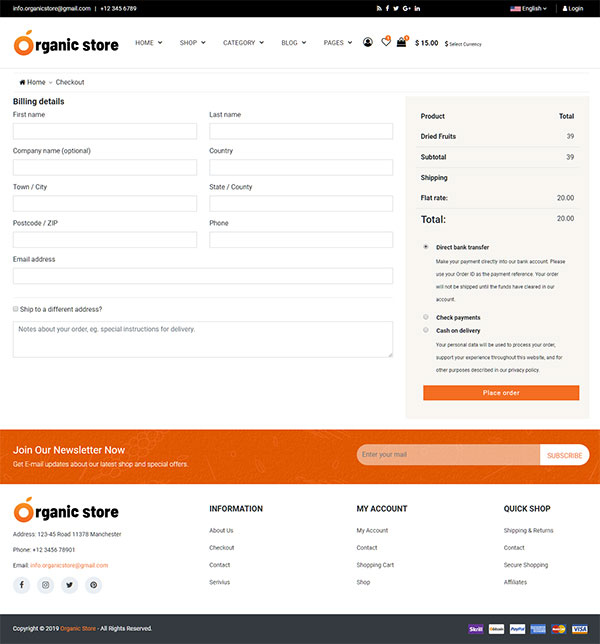 info.organicstore@gmail.com | +12 345 6789
English
Login
Organic store
HOME SHOP CATEGORY BLOG PAGES $ 15.00 $ Select Currency
Home » Checkout
Billing details
First name Last name
Company name (optional) Country
Town / City State / County
Postcode / ZIP Phone
Email address
Ship to a different address?
Notes about your order, eg. special instructions for delivery.
Product Total
Dried Fruits 39
Subtotal 39
Shipping
Flat rate: 20.00
Total: 20.00
Direct bank transfer
Make your payment directly into our bank account. Please
use your Order ID as the payment reference. Your order
will not be shipped until the funds have cleared in our
account.
Check payments
Cash on delivery
Your personal data will be used to process your order,
support your experience throughout this website, and for
other purposes described in our privacy policy.
Place order
Join Our Newsletter Now
Get E-mail updates about our latest shop and special offers.
Enter your mail SUBSCRIBE
Organic store
Address: 123-45 Road 11378 Manchester
Phone: +12 3456 78901
Email: info.organicstore@gmail.com
INFORMATION
About Us
Checkout
Contact
Serivius
MY ACCOUNT
My Account
Contact
Shopping Cart
Shop
QUICK SHOP
Shipping & Returns
Contact
Secure Shopping
Affiliates
Copyright © 2019 Organic Store - All Rights Reserved.
Skrill bitcoin PayPal VISA